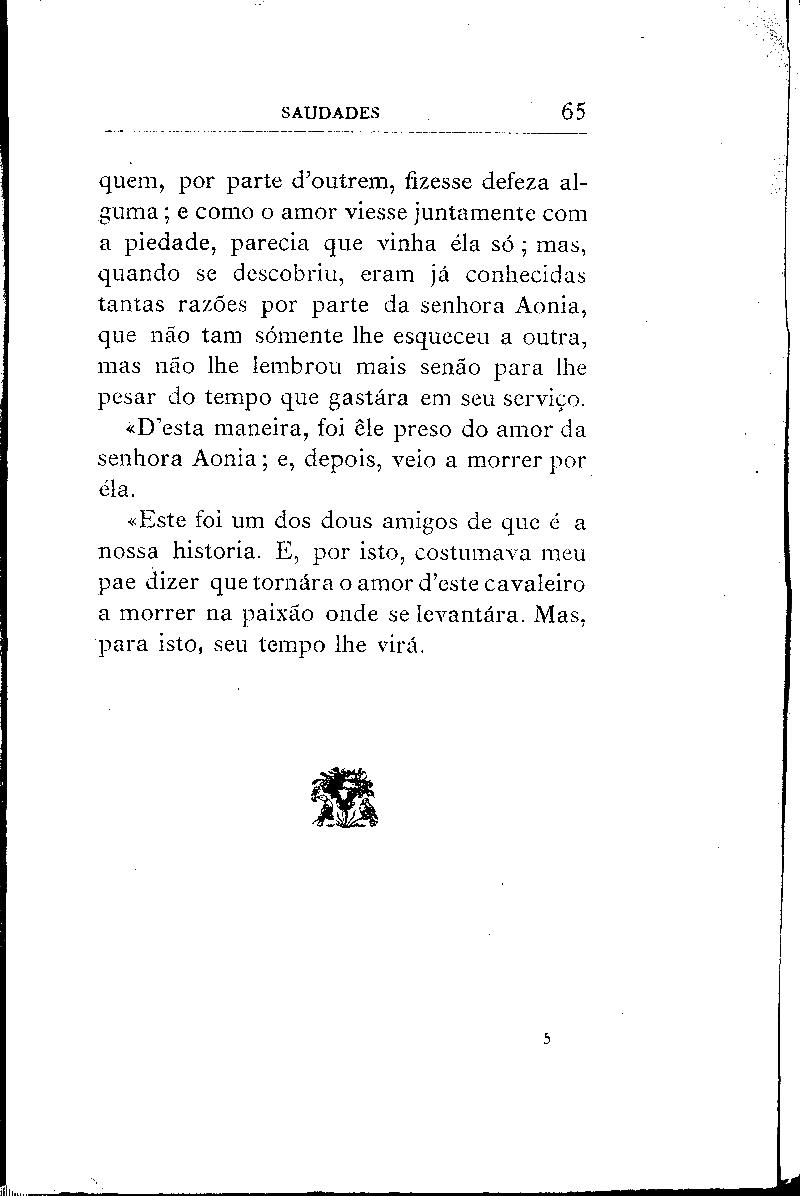 SAUDADES 65
quem, por parte d'outrem, fizesse defeza al-
guma ; e como o amor viesse juntamente com
a piedade, parecia que vinha éla só ; mas,
quando se descobriu, eram já conhecidas
tantas razões por parte da senhora Aonia,
que não tam sómente lhe esqueceu a outra,
mas não lhe lembrou mais senão para lhe
pesar do tempo que gastára em seu serviço.
«D'esta maneira, foi êle preso do amor da
senhora Aonia ; e, depois, veio a morrer por
éla.
«Este foi um dos dous amigos de que é a
nossa historia. E, por isto, costumava meu
pae dizer que tornára o amor d'este cavaleiro
a morrer na paixão onde se levantára. Mas,
para isto, seu tempo lhe virá.
5